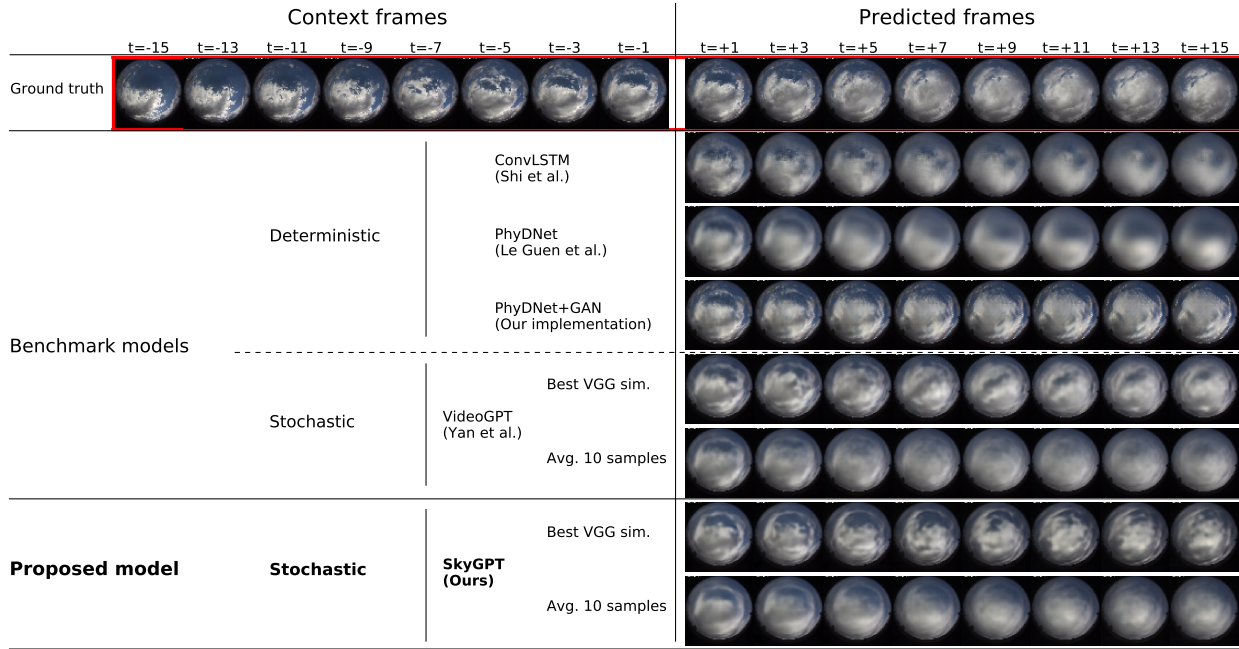 Context frames
Predicted frames
t=-15 t=-13 t=-11 t=-9 t=-7 t=-5 t=-3 t=-1 t=+1 t=+3 t=+5 t=+7 t=+9 t=+11 t=+13 t=+15
Ground truth
ConvLSTM
(Shi et al.)
Deterministic
PhyDNet
(Le Guen et al.)
PhyDNet+GAN
(Our implementation)
Benchmark models
Best VGG sim.
Stochastic
VideoGPT
(Yan et al.)
Avg. 10 samples
Best VGG sim.
Proposed model
Stochastic
SkyGPT
(Ours)
Avg. 10 samples